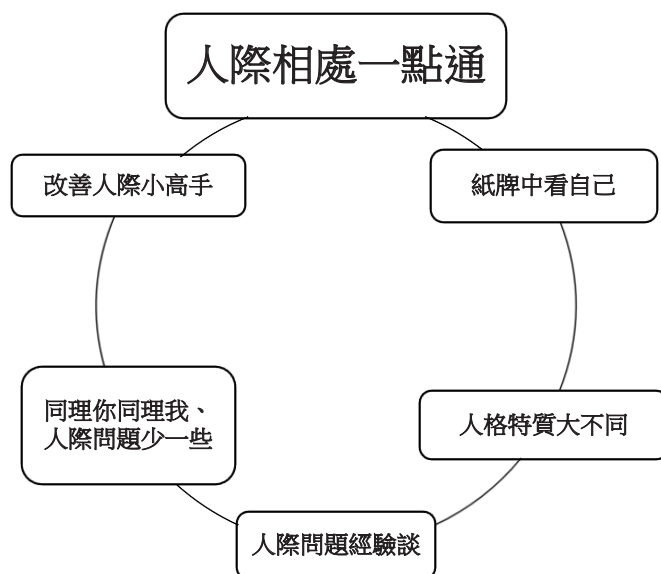 人際相處一點通
改善人際小高手
紙牌中看自己
同理你同理我、
人際問題少一些
人格特質大不同
人際問題經驗談